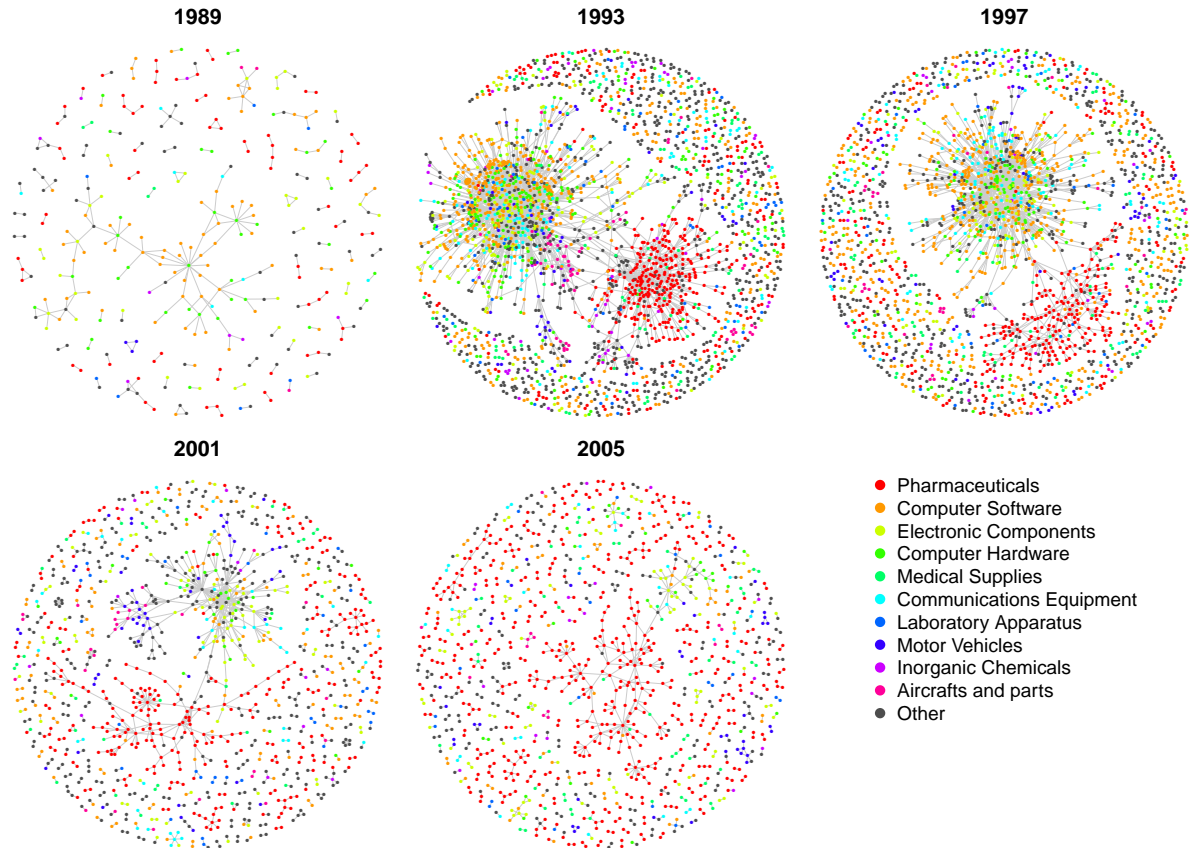 1989
1993
1997
2001
2005
Pharmaceuticals
Computer Software
Electronic Components
Computer Hardware
Medical Supplies
Communications Equipment
Laboratory Apparatus
Motor Vehicles
Inorganic Chemicals
Aircrafts and parts
Other